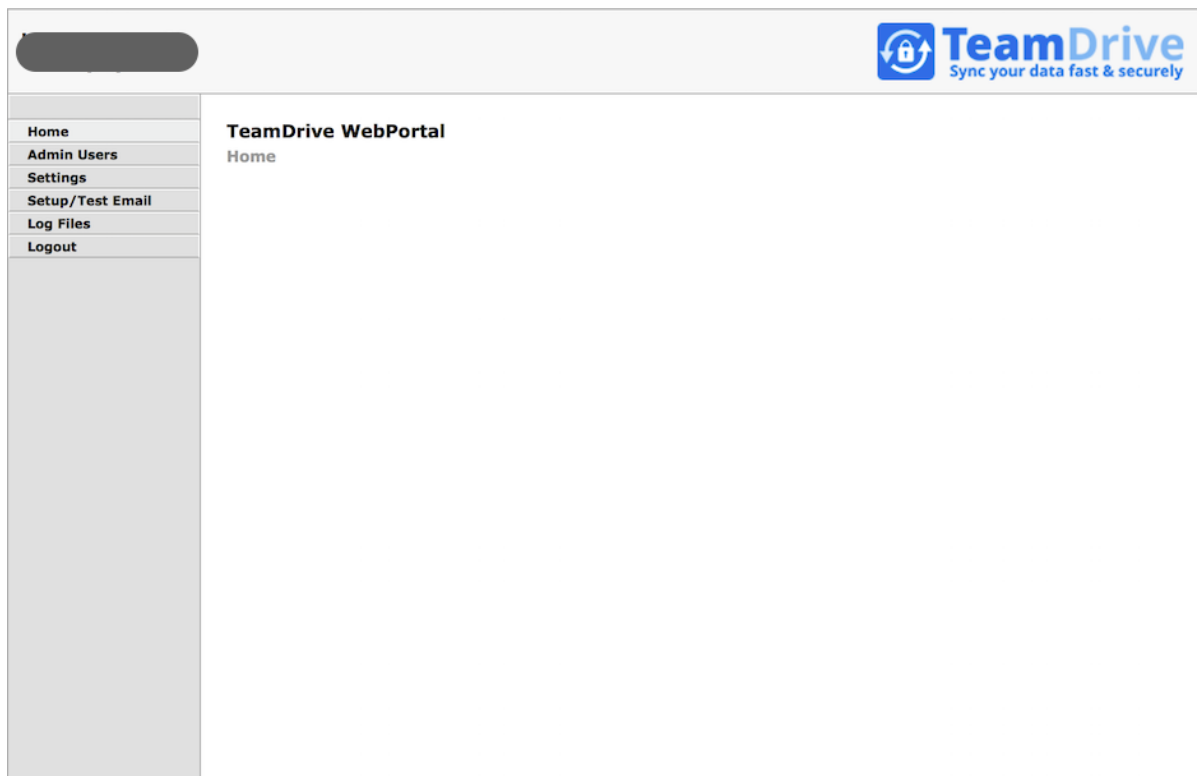 TeamDrive
Sync your data fast & securely
Home
Admin Users
Settings
Setup/Test Email
Log Files
Logout
TeamDrive WebPortal
Home